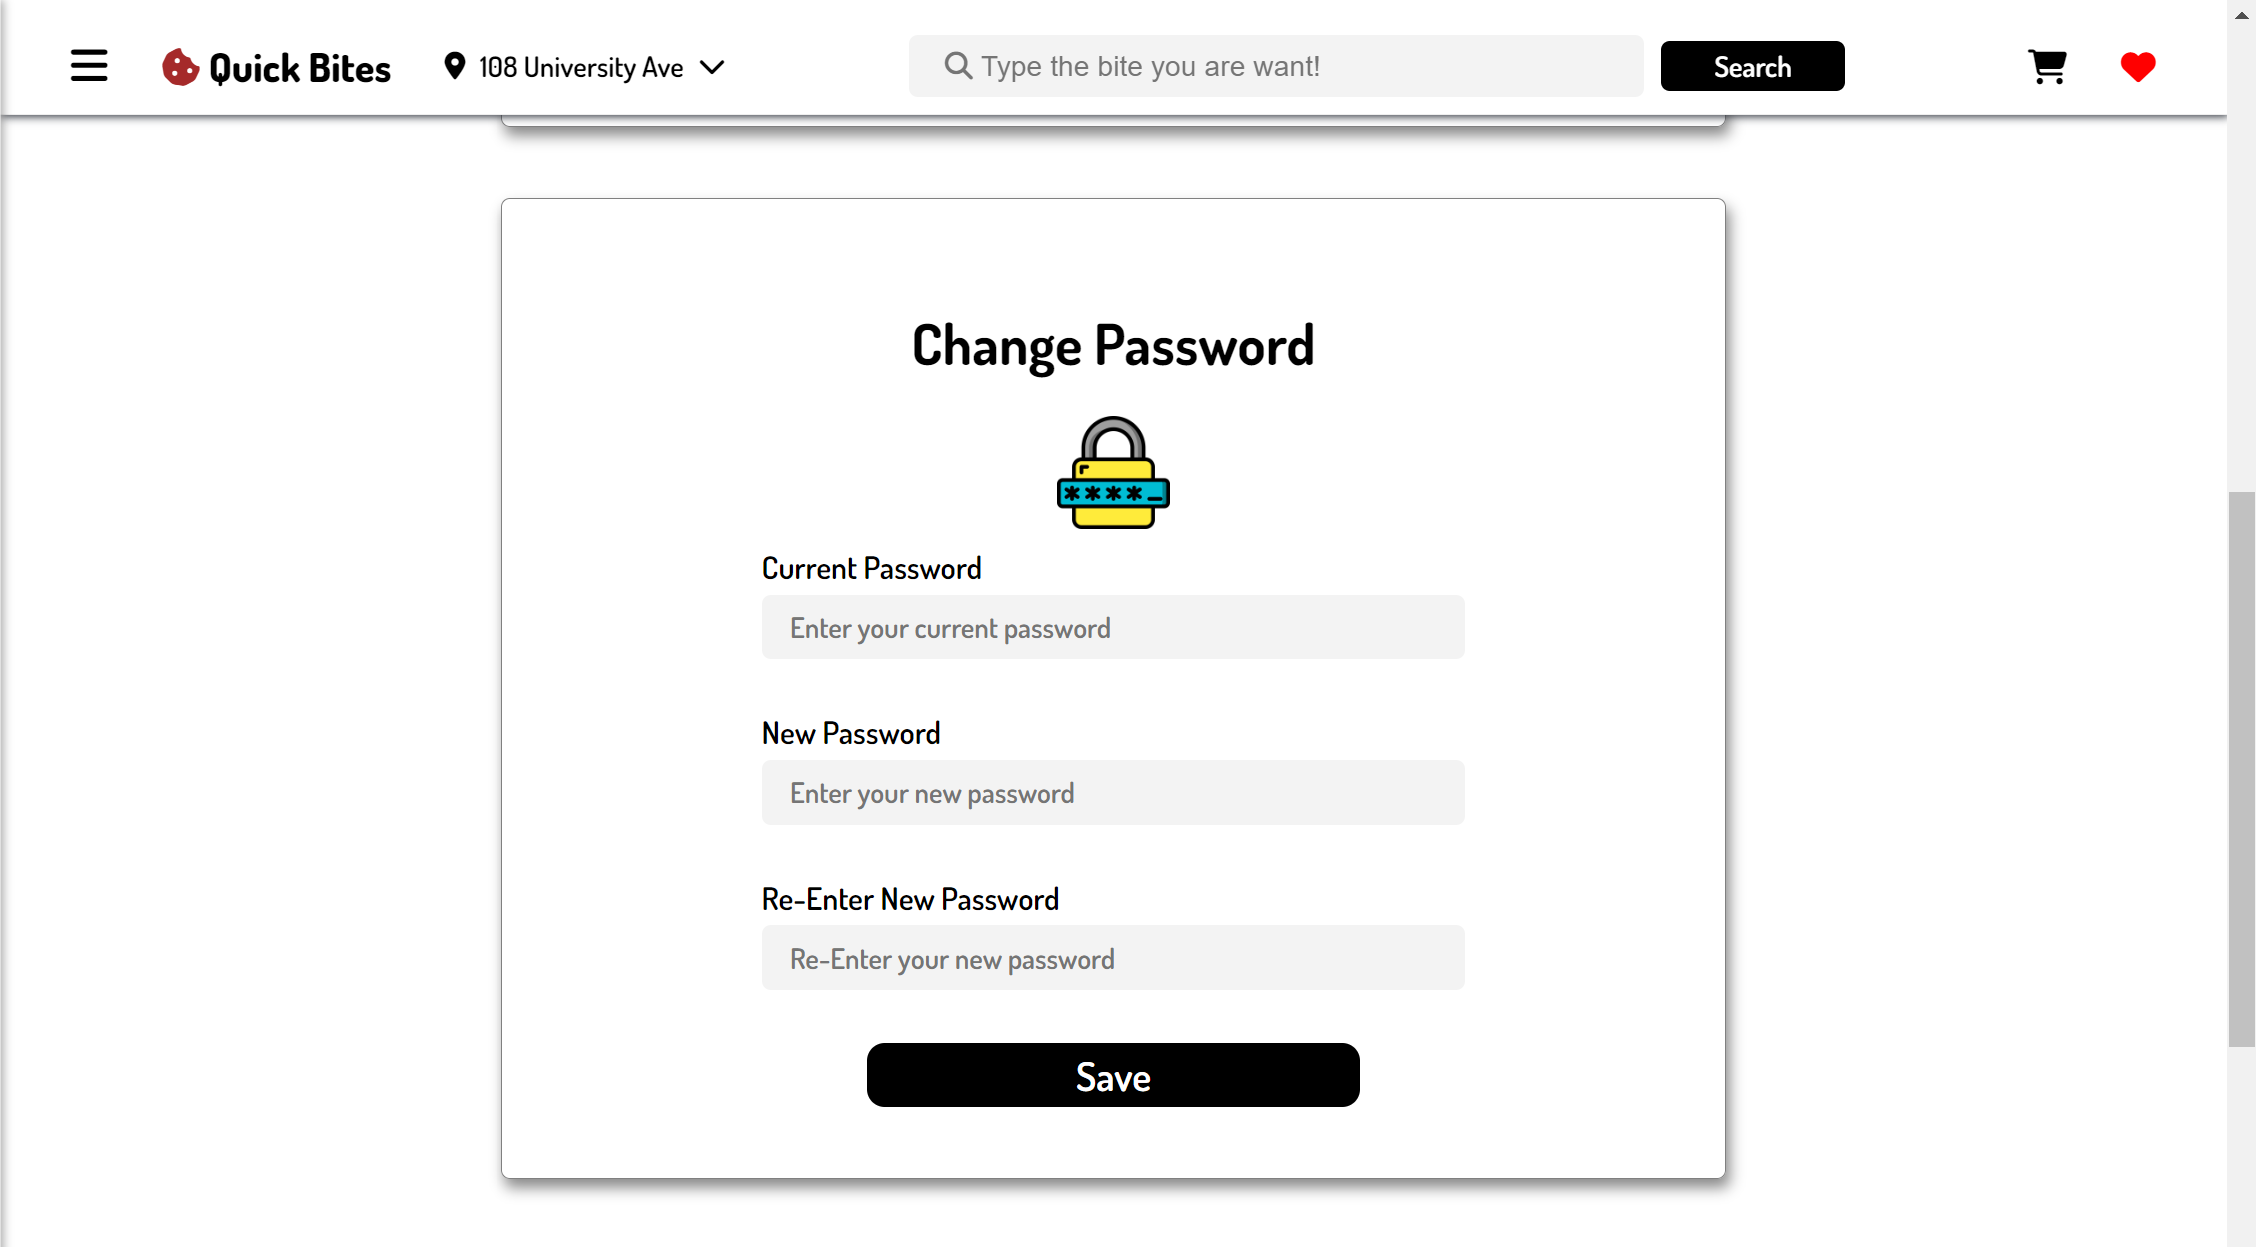 Quick Bites
108 University Ave
Type the bite you are want!
Search
Change Password
****_
Current Password
Enter your current password
New Password
Enter your new password
Re-Enter New Password
Re-Enter your new password
Save